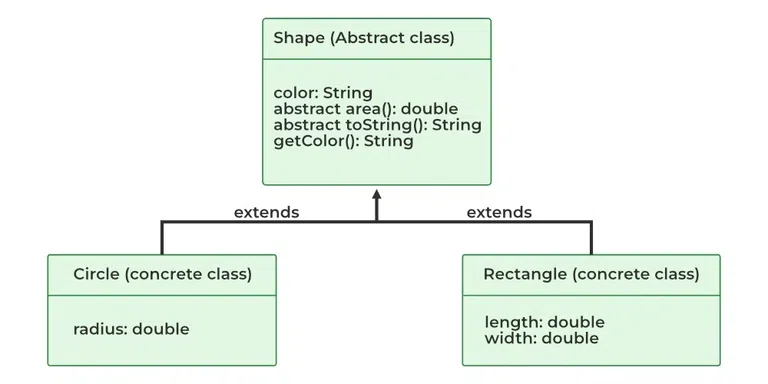 Shape (Abstract class)
color: String
abstract area(): double
abstract toString(): String
getColor(): String
extends
extends
Circle (concrete class)
radius: double
Rectangle (concrete class)
length: double
width: double